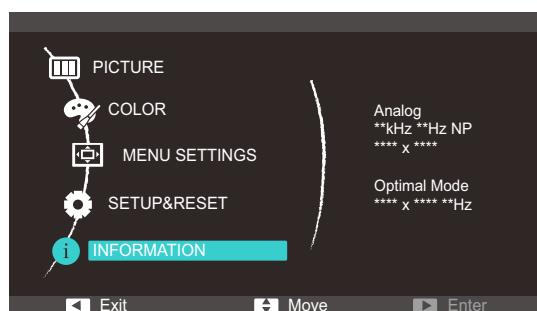 PICTURE
COLOR
MENU SETTINGS
SETUP&RESET
i INFORMATION
Analog
**kHz **Hz NP
**** x ****
Optimal Mode
**** x **** **Hz
Exit
Move
Enter